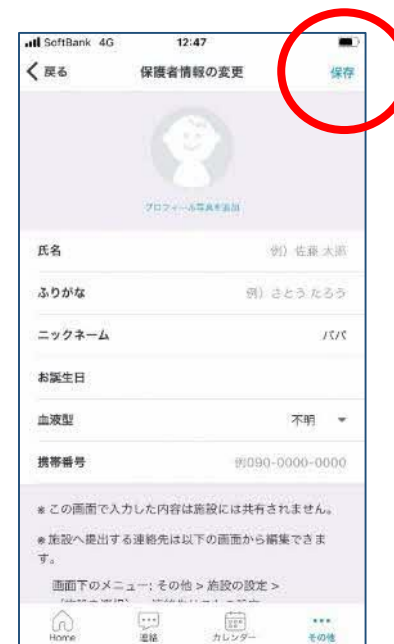 SoftBank 4G 12:47
戻る 保護者情報の変更 保存
プロフィール写真を追加
氏名 例）佐藤 太郎
ふりがな 例）さとう たろう
ニックネーム パパ
お誕生日
血液型 不明
携帯番号 例090-0000-0000
※ この画面で入力した内容は施設には共有されません。
※ 施設へ提出する連絡先は以下の画面から編集できま
す。
画面下のメニュー: その他 > 施設の設定 >
Home 連絡 カレンダー その他